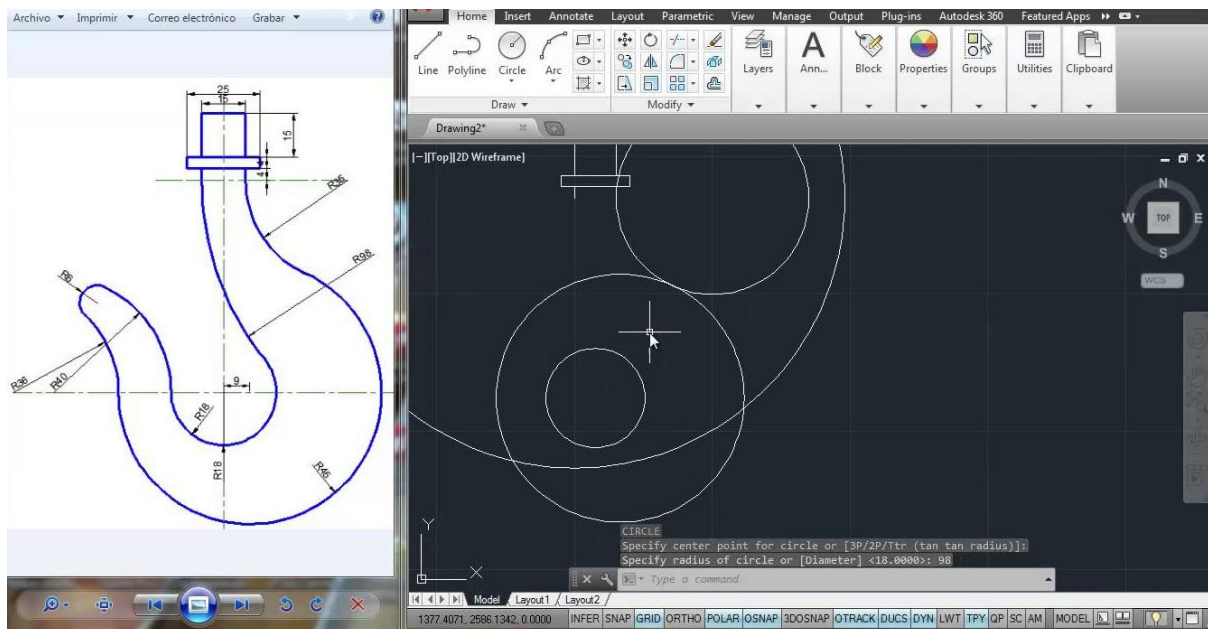 Archivo Imprimir Correo electrónico Grabar
25
15
15
4
R36
R98
R6
R36
R40
9
R18
R18
R45
Home Insert Annotate Layout Parametric View Manage Output Plug-ins Autodesk 360 Featured Apps
Line Polyline Circle Arc Layers Ann... Block Properties Groups Utilities Clipboard
Draw Modify
Drawing2*
[−][Top][2D Wireframe]
N
W TOP E
S
WCS
Y
X
CIRCLE
Specify center point for circle or [3P/2P/Ttr (tan tan radius)]:
Specify radius of circle or [Diameter] <18.0000>: 98
Type a command
Model Layout1 Layout2
1377.4071, 2586.1342, 0.0000 INFER SNAP GRID ORTHO POLAR OSNAP 3DOSNAP OTRACK DUCS DYN LWT TPY QP SC AM MODEL